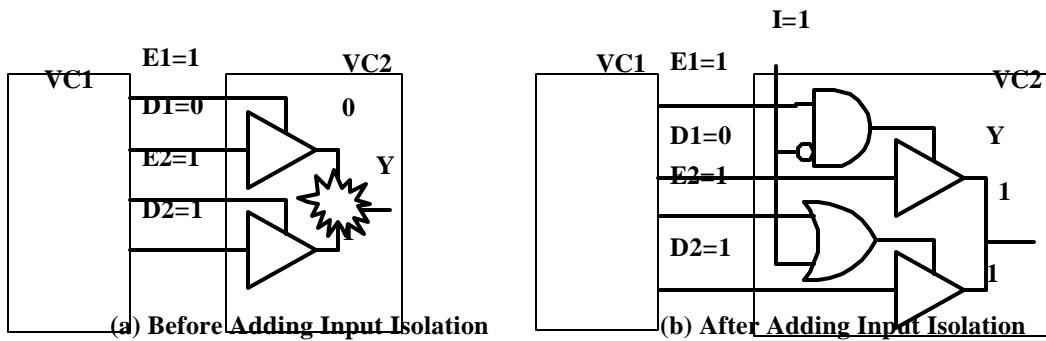 I=1
VC1
E1=1
D1=0
E2=1
D2=1
VC2
0
Y
1
(a) Before Adding Input Isolation
VC1
E1=1
D1=0
E2=1
D2=1
VC2
Y
1
1
(b) After Adding Input Isolation